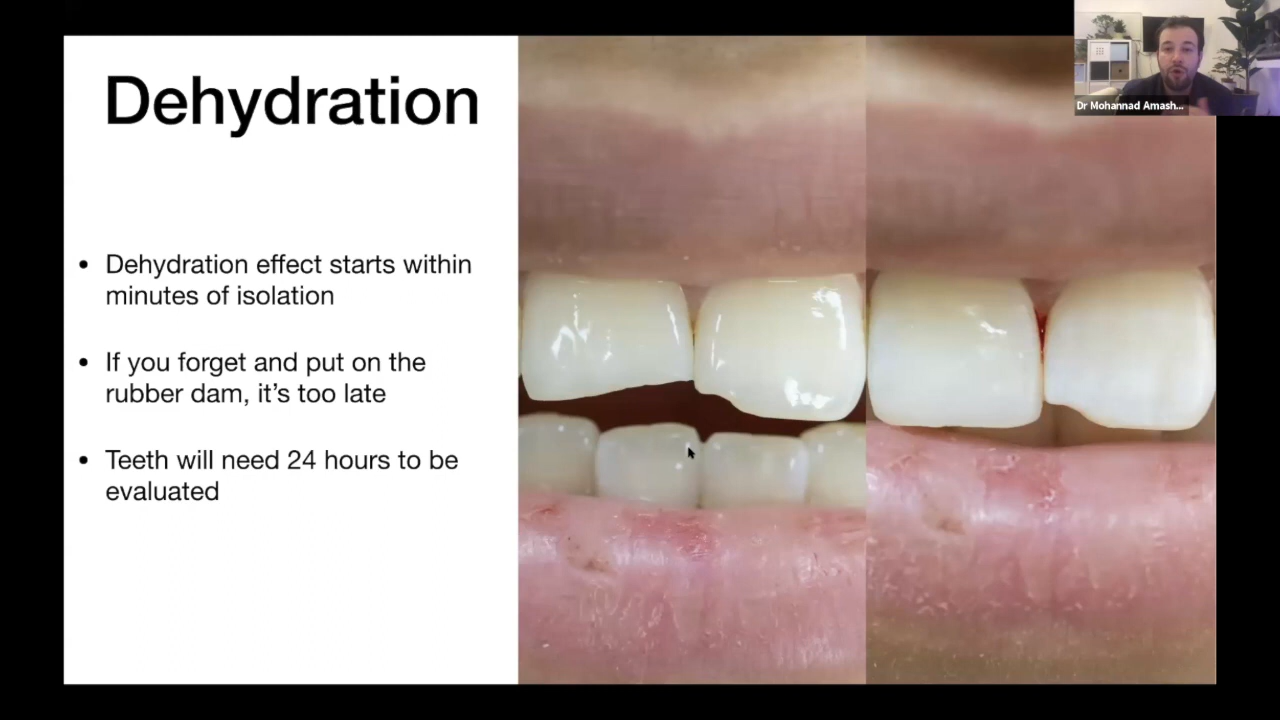 Dehydration
Dr Mohannad Amash...
• Dehydration effect starts within
minutes of isolation
• If you forget and put on the
rubber dam, it’s too late
• Teeth will need 24 hours to be
evaluated